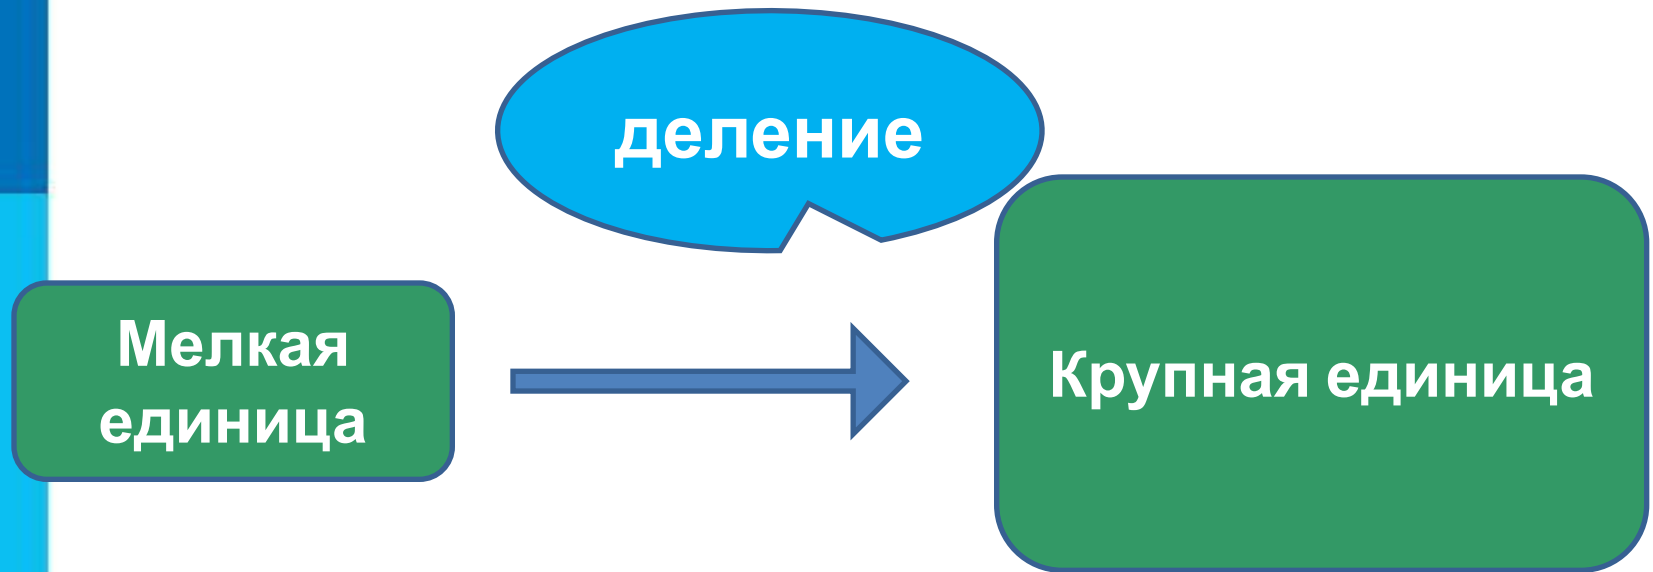 деление
Мелкая
единица
Крупная единица